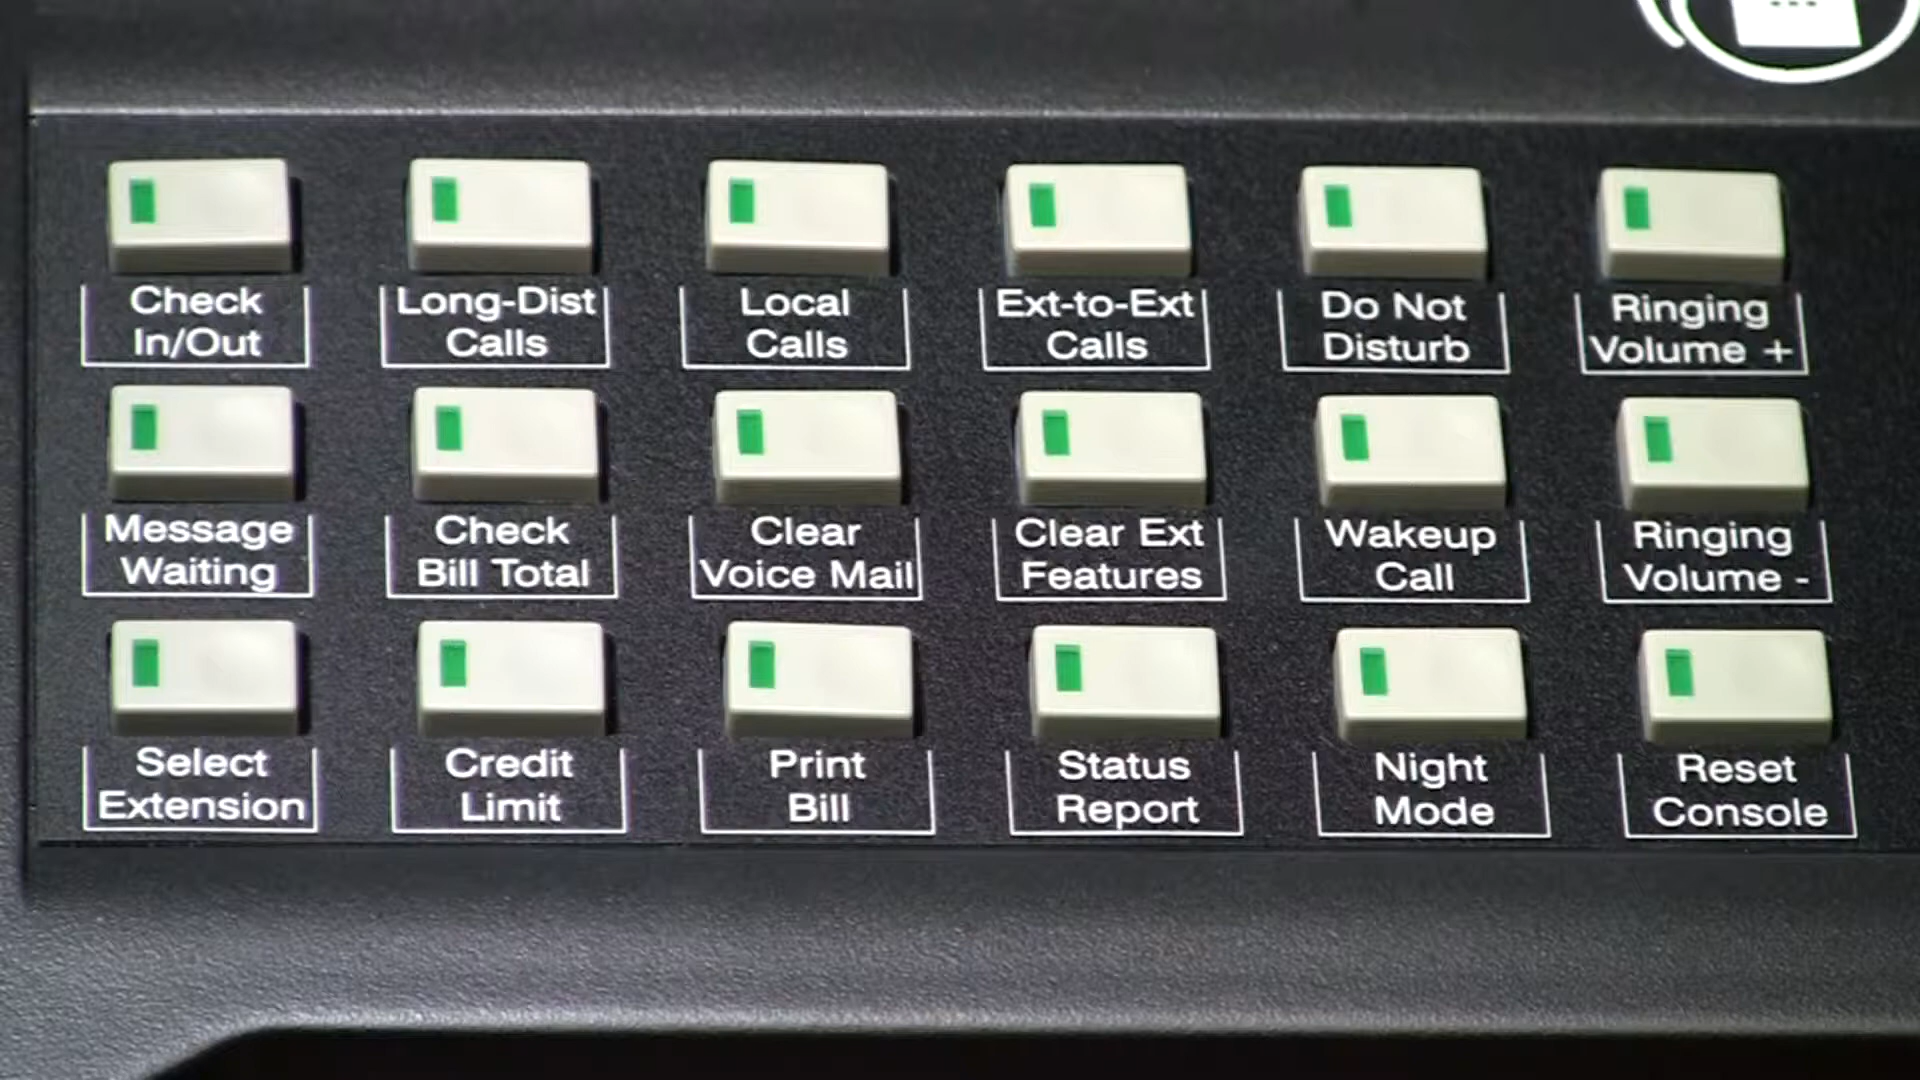 Check
In/Out
Long-Dist
Calls
Local
Calls
Ext-to-Ext
Calls
Do Not
Disturb
Ringing
Volume +
Message
Waiting
Check
Bill Total
Clear
Voice Mail
Clear Ext
Features
Wakeup
Call
Ringing
Volume -
Select
Extension
Credit
Limit
Print
Bill
Status
Report
Night
Mode
Reset
Console